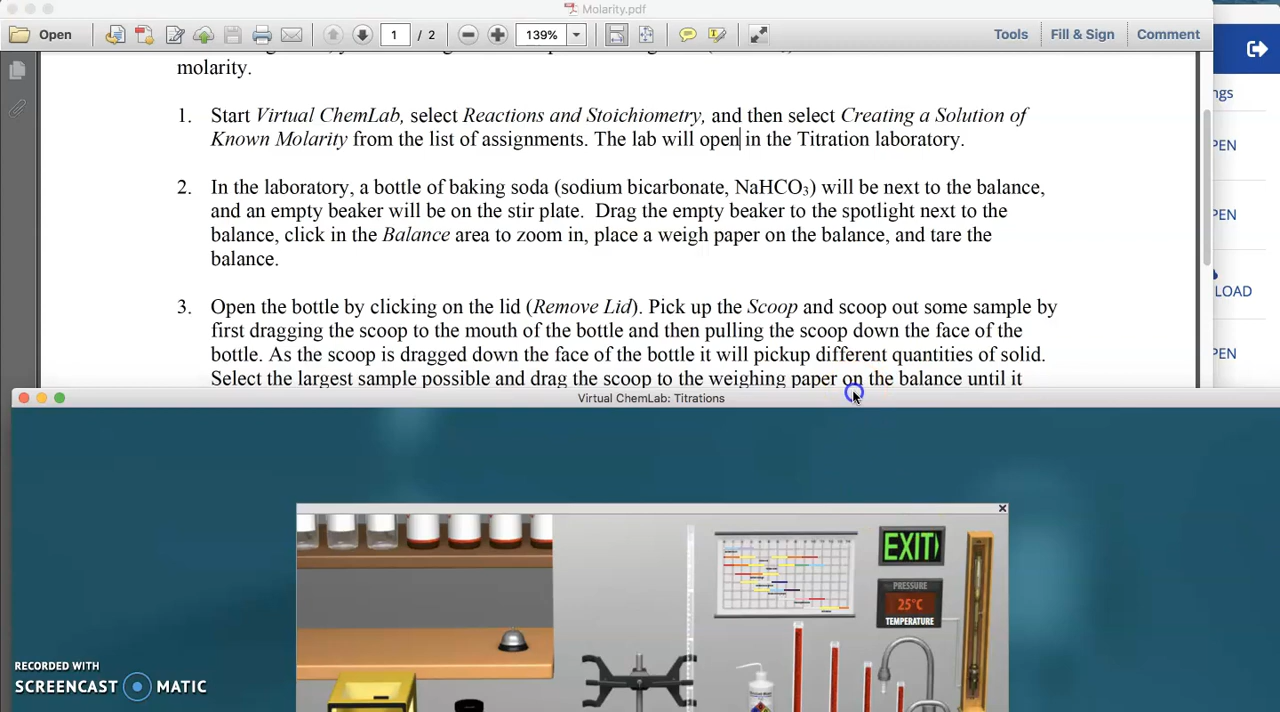 Molarity.pdf
Open 1 / 2 139% Tools Fill & Sign Comment
molarity.
ngs
1. Start Virtual ChemLab, select Reactions and Stoichiometry, and then select Creating a Solution of
Known Molarity from the list of assignments. The lab will open in the Titration laboratory.
PEN
2. In the laboratory, a bottle of baking soda (sodium bicarbonate, NaHCO₃) will be next to the balance,
and an empty beaker will be on the stir plate. Drag the empty beaker to the spotlight next to the
PEN
balance, click in the Balance area to zoom in, place a weigh paper on the balance, and tare the
balance.
LOAD
3. Open the bottle by clicking on the lid (Remove Lid). Pick up the Scoop and scoop out some sample by
first dragging the scoop to the mouth of the bottle and then pulling the scoop down the face of the
bottle. As the scoop is dragged down the face of the bottle it will pickup different quantities of solid.
PEN
Select the largest sample possible and drag the scoop to the weighing paper on the balance until it
Virtual ChemLab: Titrations
EXIT
PRESSURE
25°C
TEMPERATURE
RECORDED WITH
SCREENCAST MATIC